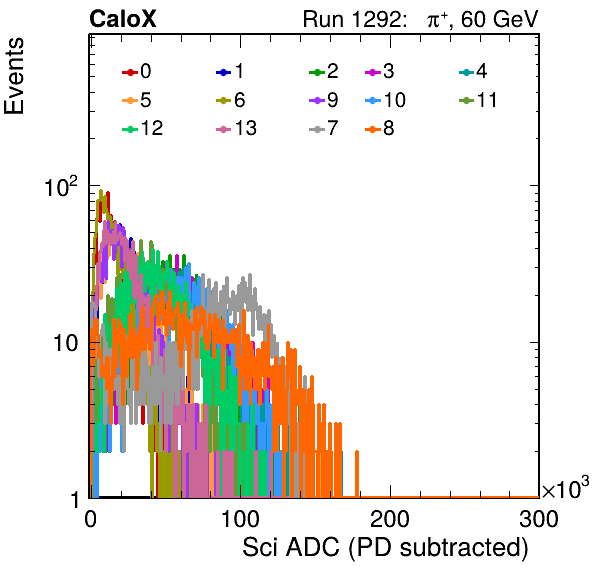 CaloX Run 1292: π⁺, 60 GeV
Events
0 1 2 3 4
5 6 9 10 11
12 13 7 8
10²
10
1
0 100 200 300
×10³
Sci ADC (PD subtracted)